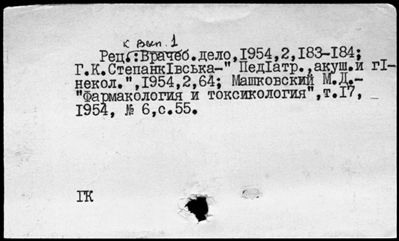 к Вып. 1
Рец.:Врачеб.дело,1954,2,183-184;
Г.К.СтепанкІвська-"ПедІатр.,акуш.и гІ-
некол.",1954,2,64; Машковский М.Д.-
"Фармакология и токсикология",т.17,
1954, № 6,с.55.
ІК